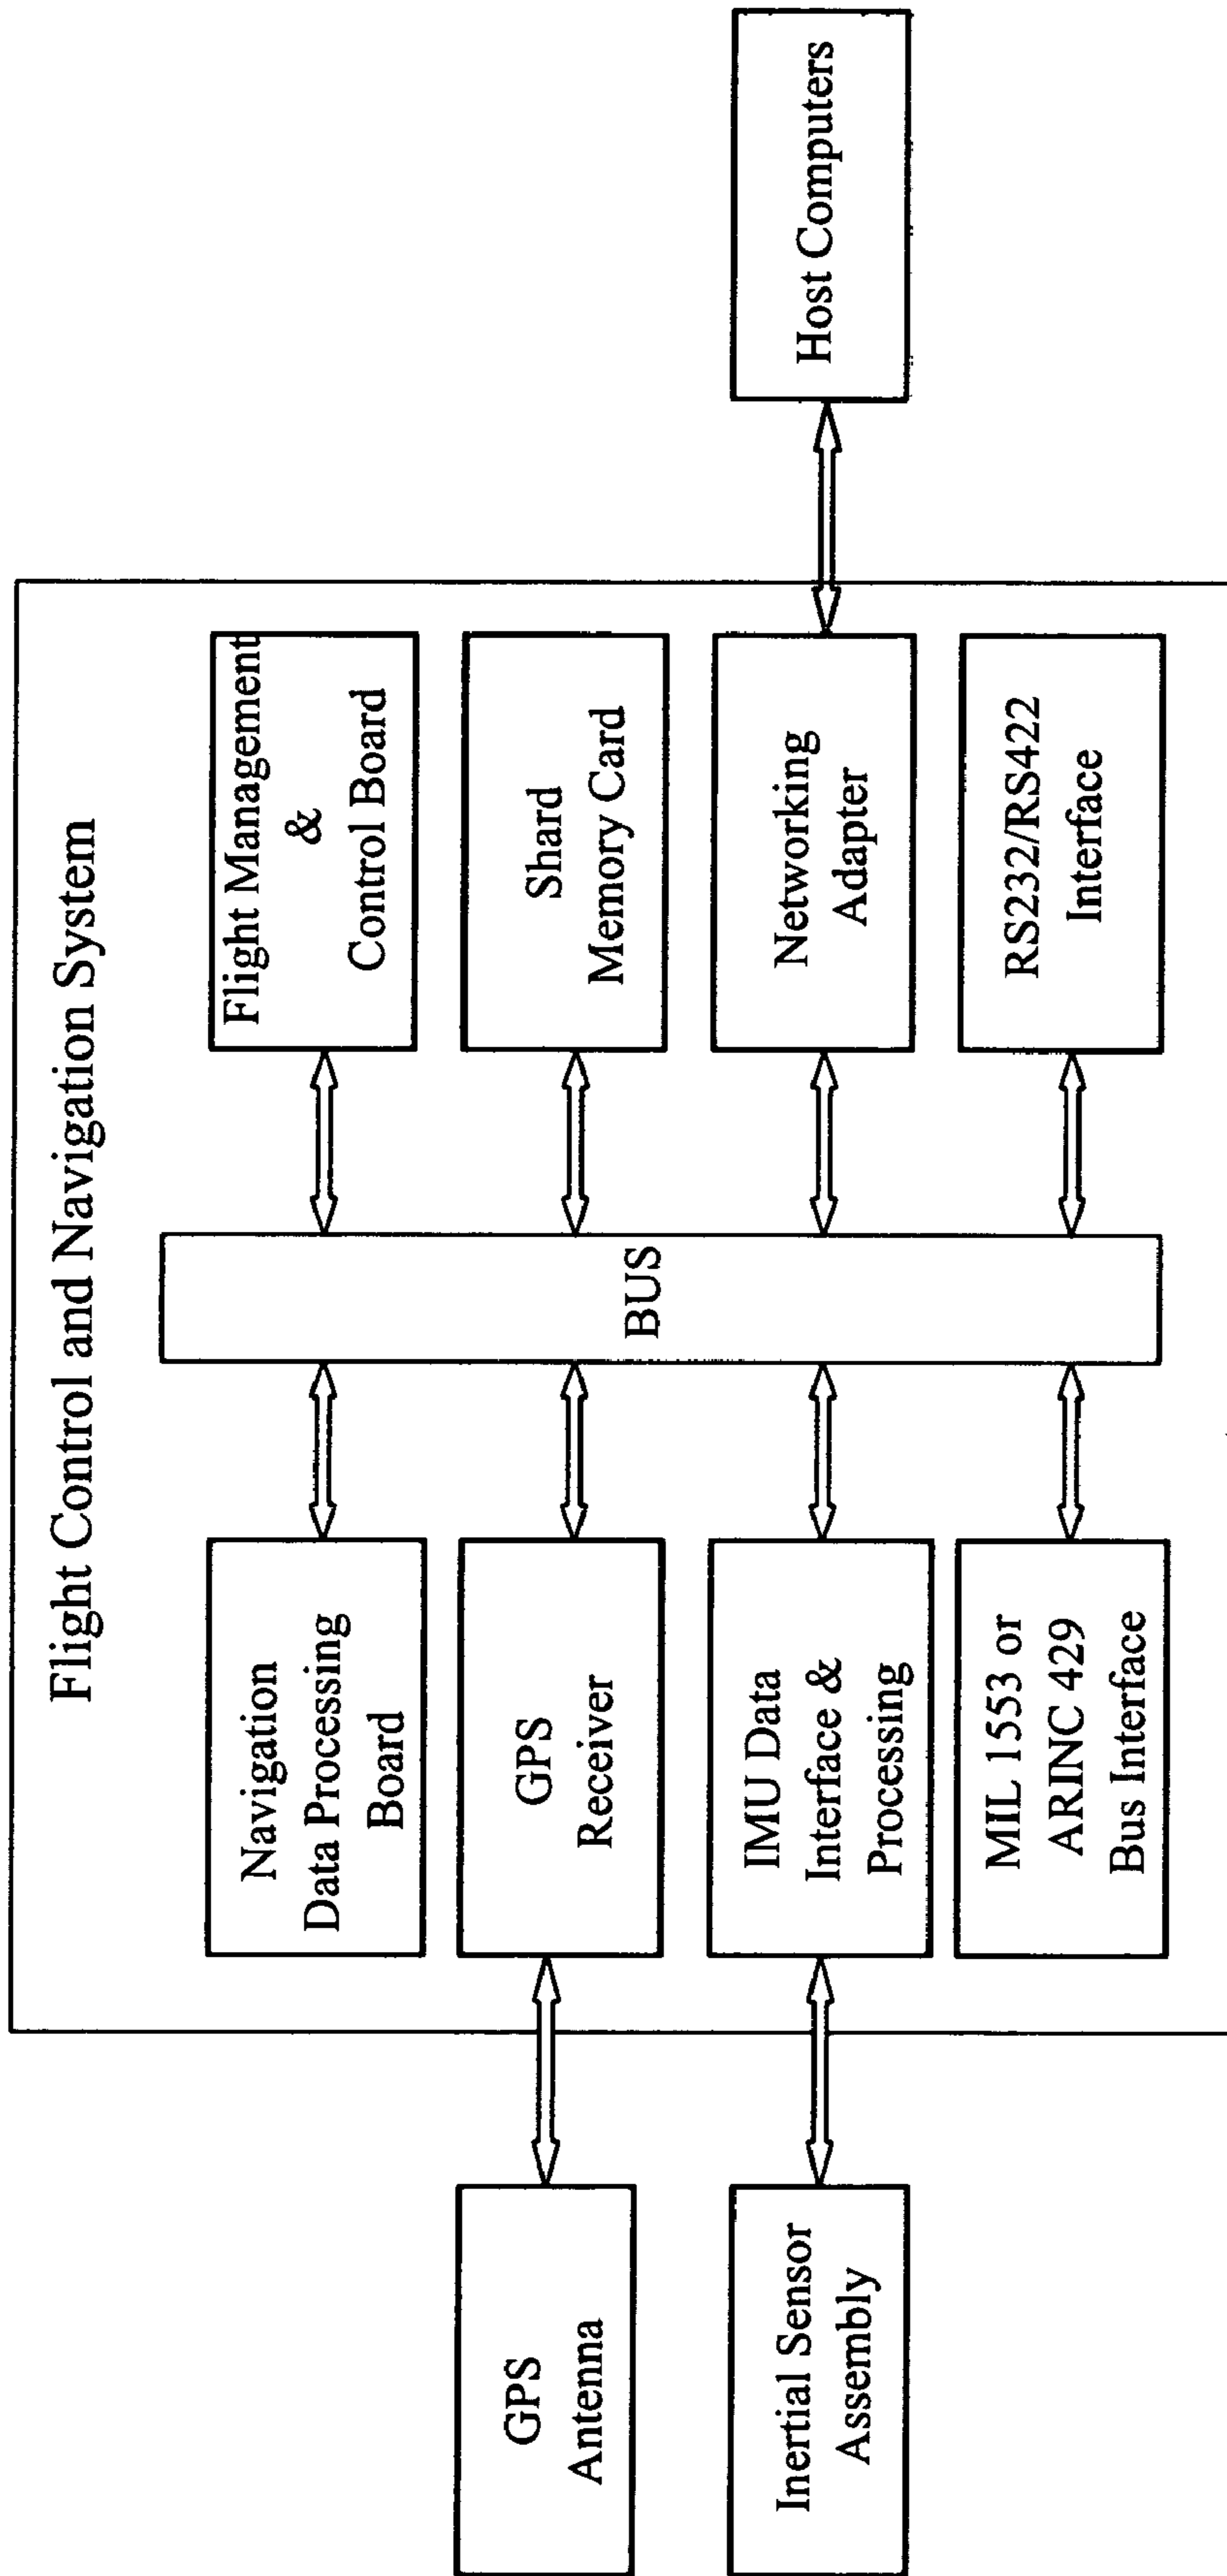 Flight Control and Navigation System
Navigation
Data Processing
Board
Flight Management
&
Control Board
GPS
Antenna
GPS
Receiver
Shard
Memory Card
BUS
Inertial Sensor
Assembly
IMU Data
Interface &
Processing
Networking
Adapter
Host Computers
MIL 1553 or
ARINC 429
Bus Interface
RS232/RS422
Interface